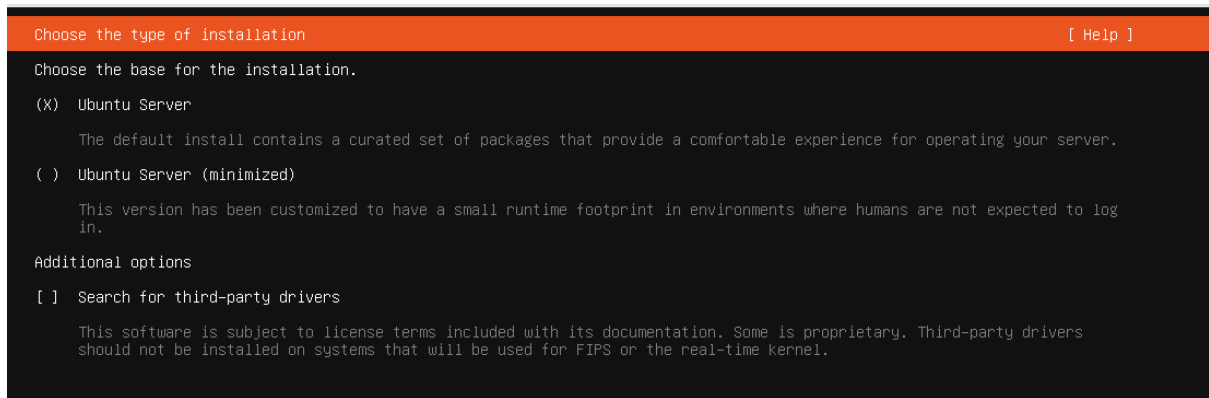 Choose the type of installation [ Help ]
Choose the base for the installation.
(X) Ubuntu Server
The default install contains a curated set of packages that provide a comfortable experience for operating your server.
( ) Ubuntu Server (minimized)
This version has been customized to have a small runtime footprint in environments where humans are not expected to log
in.
Additional options
[ ] Search for third-party drivers
This software is subject to license terms included with its documentation. Some is proprietary. Third-party drivers
should not be installed on systems that will be used for FIPS or the real-time kernel.